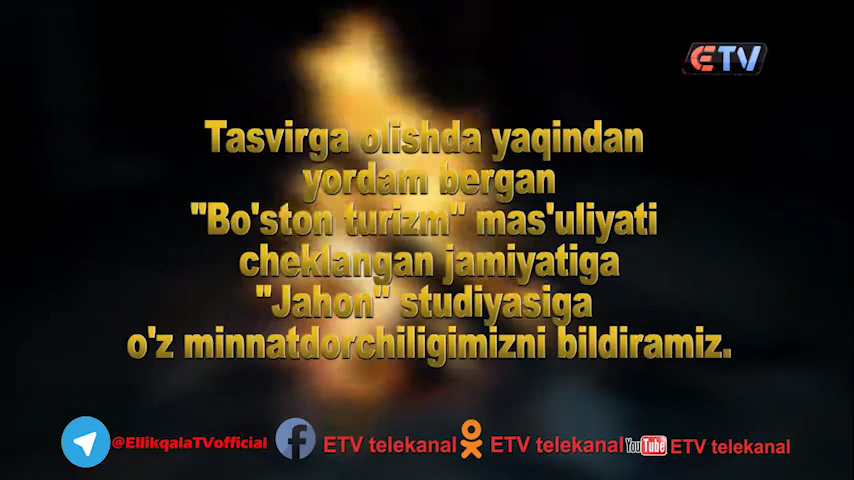 ETV
Tasvirga olishda yaqindan
yordam bergan
"Bo'ston turizm" mas'uliyati
cheklangan jamiyatiga
"Jahon" studiyasiga
o'z minnatdorchiligimizni bildiramiz.
@EllikqalaTVofficial ETV telekanal ETV telekanal YouTube ETV telekanal